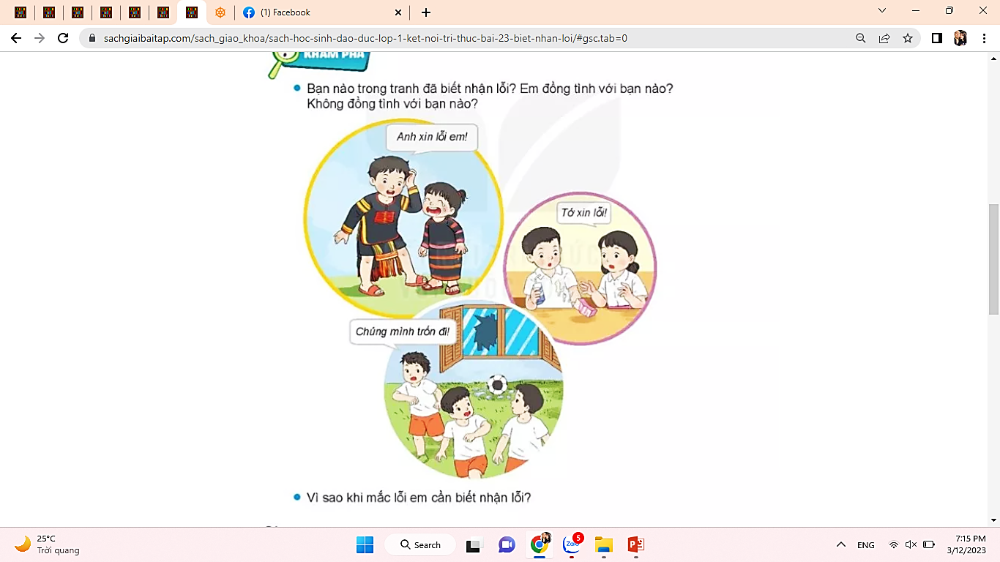 (1) Facebook
sachgiaibaitap.com/sach_giao_khoa/sach-hoc-sinh-dao-duc-lop-1-ket-noi-tri-thuc-bai-23-biet-nhan-loi/#gsc.tab=0
KHÁM PHÁ
Bạn nào trong tranh đã biết nhận lỗi? Em đồng tình với bạn nào?
Không đồng tình với bạn nào?
Anh xin lỗi em!
Tớ xin lỗi!
Chúng mình trốn đi!
Vì sao khi mắc lỗi em cần biết nhận lỗi?
25°C
Trời quang
Search
Zalo
5
ENG
7:15 PM
3/12/2023